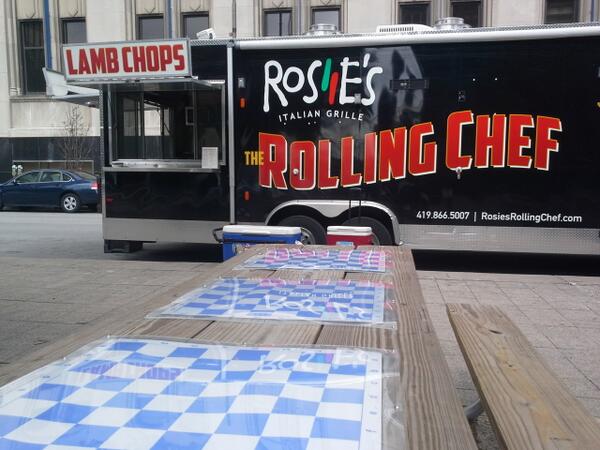 LAMB CHOPS
ROSIE'S
ITALIAN GRILLE
THE ROLLING CHEF
419.866.5007 | RosiesRollingChef.com